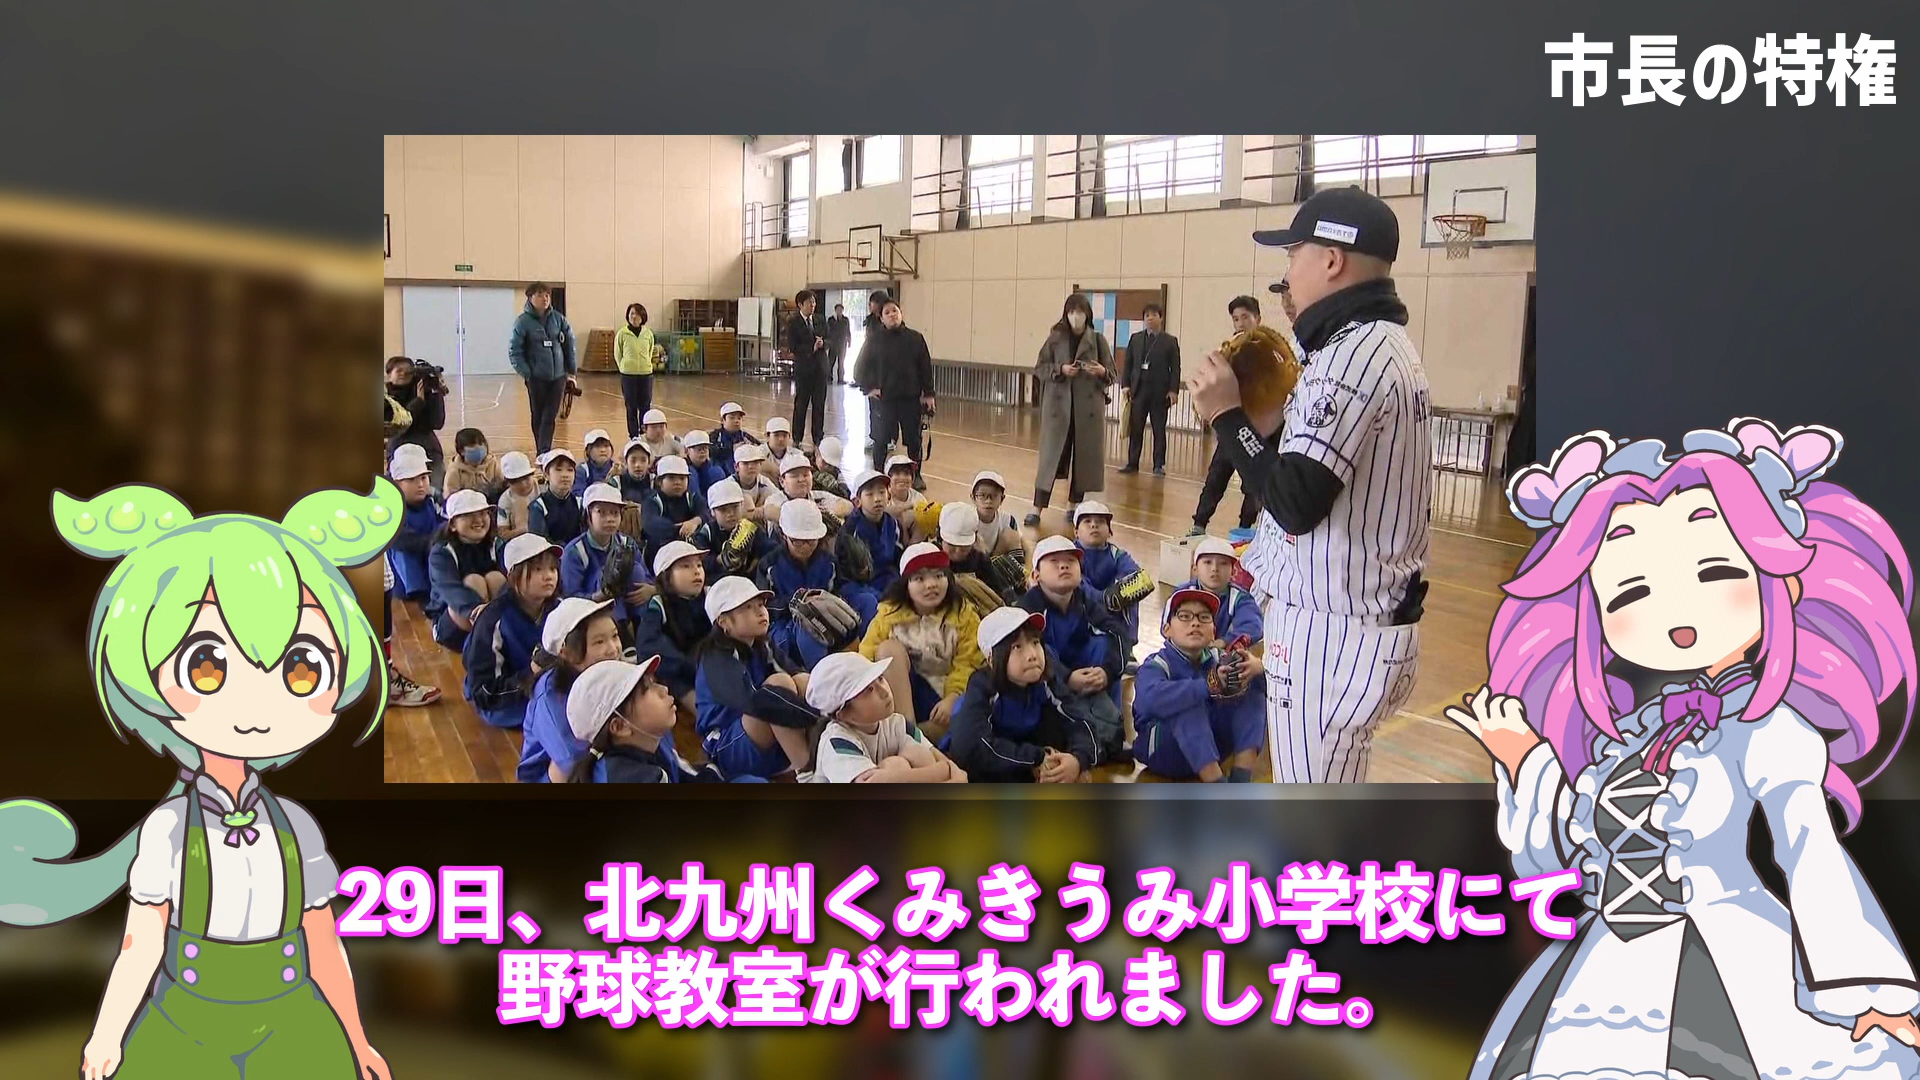 市長の特権
29日、北九州くみきうみ小学校にて
野球教室が行われました。